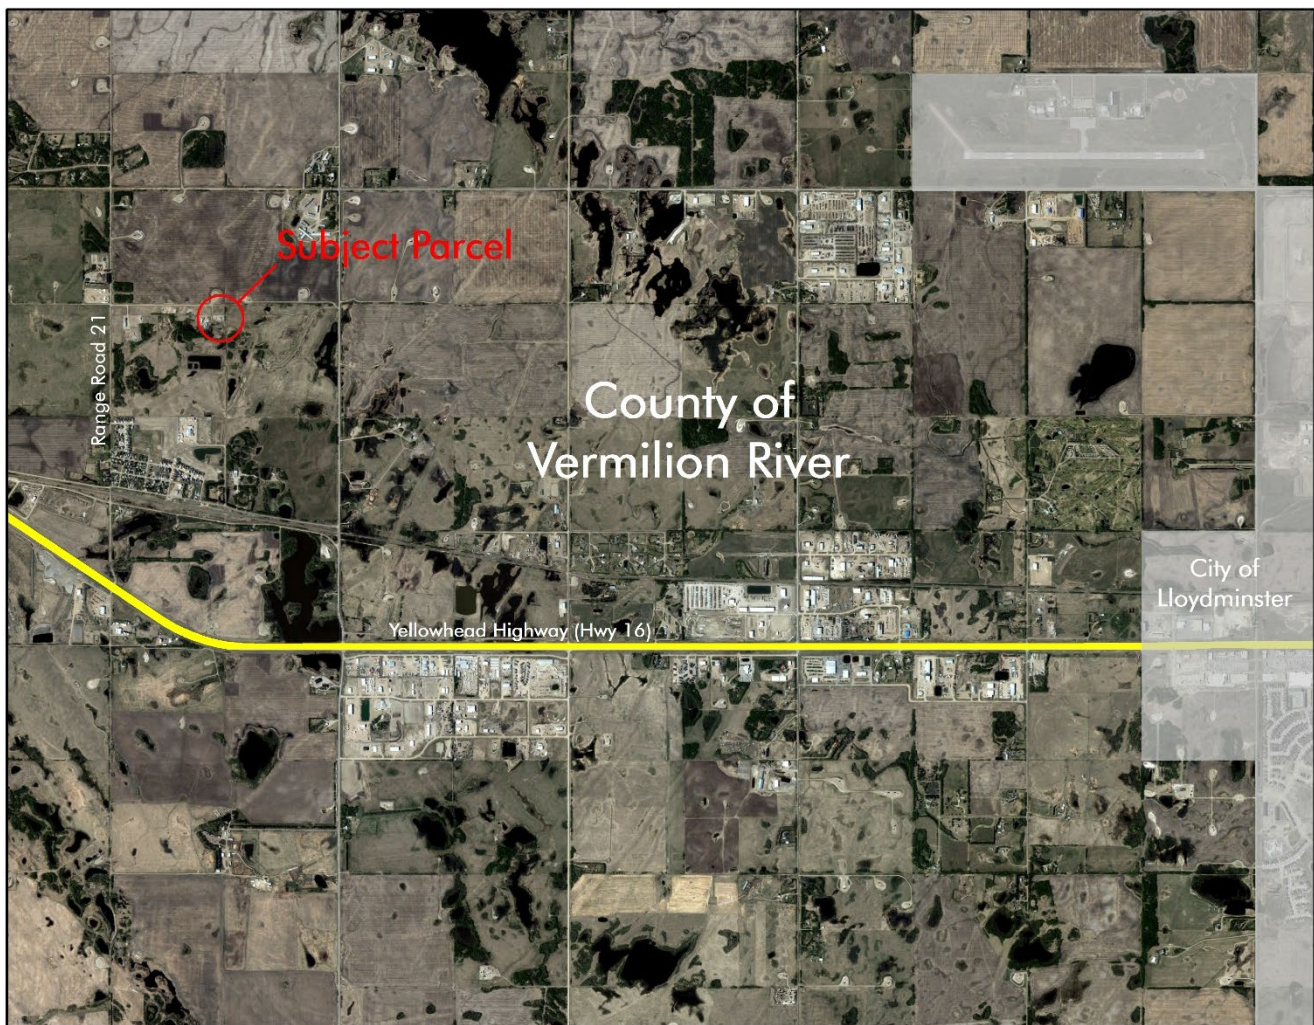 Subject Parcel
Range Road 21
County of
Vermilion River
City of
Lloydminster
Yellowhead Highway (Hwy 16)